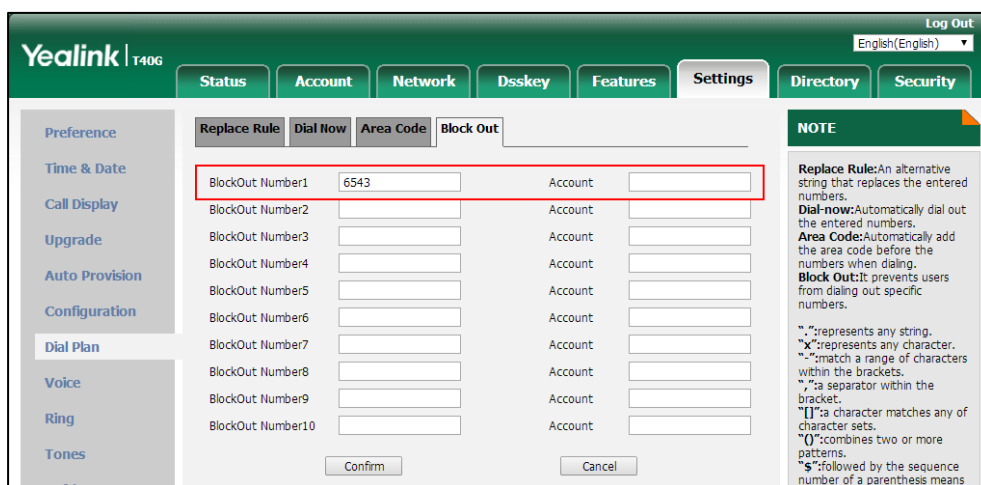 Log Out
Yealink | T40G
English(English)
Status Account Network Dsskey Features Settings Directory Security
Preference
Time & Date
Call Display
Upgrade
Auto Provision
Configuration
Dial Plan
Voice
Ring
Tones
Replace Rule Dial Now Area Code Block Out
BlockOut Number1 6543 Account
BlockOut Number2 Account
BlockOut Number3 Account
BlockOut Number4 Account
BlockOut Number5 Account
BlockOut Number6 Account
BlockOut Number7 Account
BlockOut Number8 Account
BlockOut Number9 Account
BlockOut Number10 Account
Confirm Cancel
NOTE
Replace Rule:An alternative
string that replaces the entered
numbers.
Dial-now:Automatically dial out
the entered numbers.
Area Code:Automatically add
the area code before the
numbers when dialing.
Block Out:It prevents users
from dialing out specific
numbers.
".":represents any string.
"x":represents any character.
"-":match a range of characters
within the brackets.
",":a separator within the
bracket.
"[]":a character matches any of
character sets.
"()":combines two or more
patterns.
"$":followed by the sequence
number of a parenthesis means